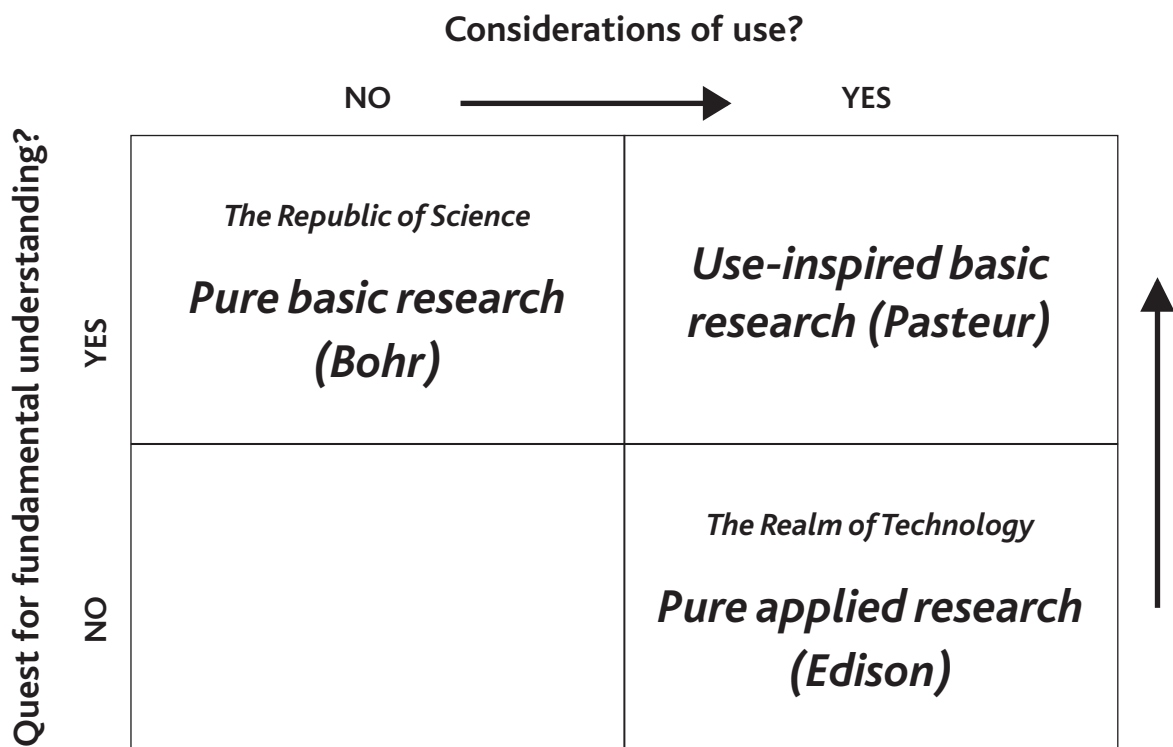 Considerations of use?
NO
YES
Quest for fundamental understanding?
YES
The Republic of Science
Pure basic research
(Bohr)
Use-inspired basic
research (Pasteur)
NO
The Realm of Technology
Pure applied research
(Edison)